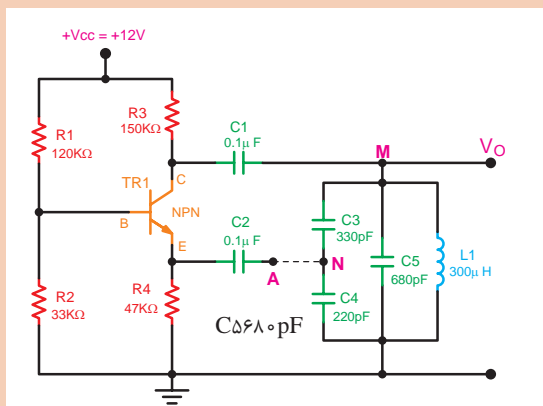 +Vcc = +12V
R3
150KΩ
R1
120KΩ
C1
0.1μ F
M
V_O
TR1
C
B
NPN
E
C2
0.1μ F
C3
330pF
N
A
C5
680pF
L1
300μ H
R2
33KΩ
R4
47KΩ
C4
220pF
C۵۶۸۰pF